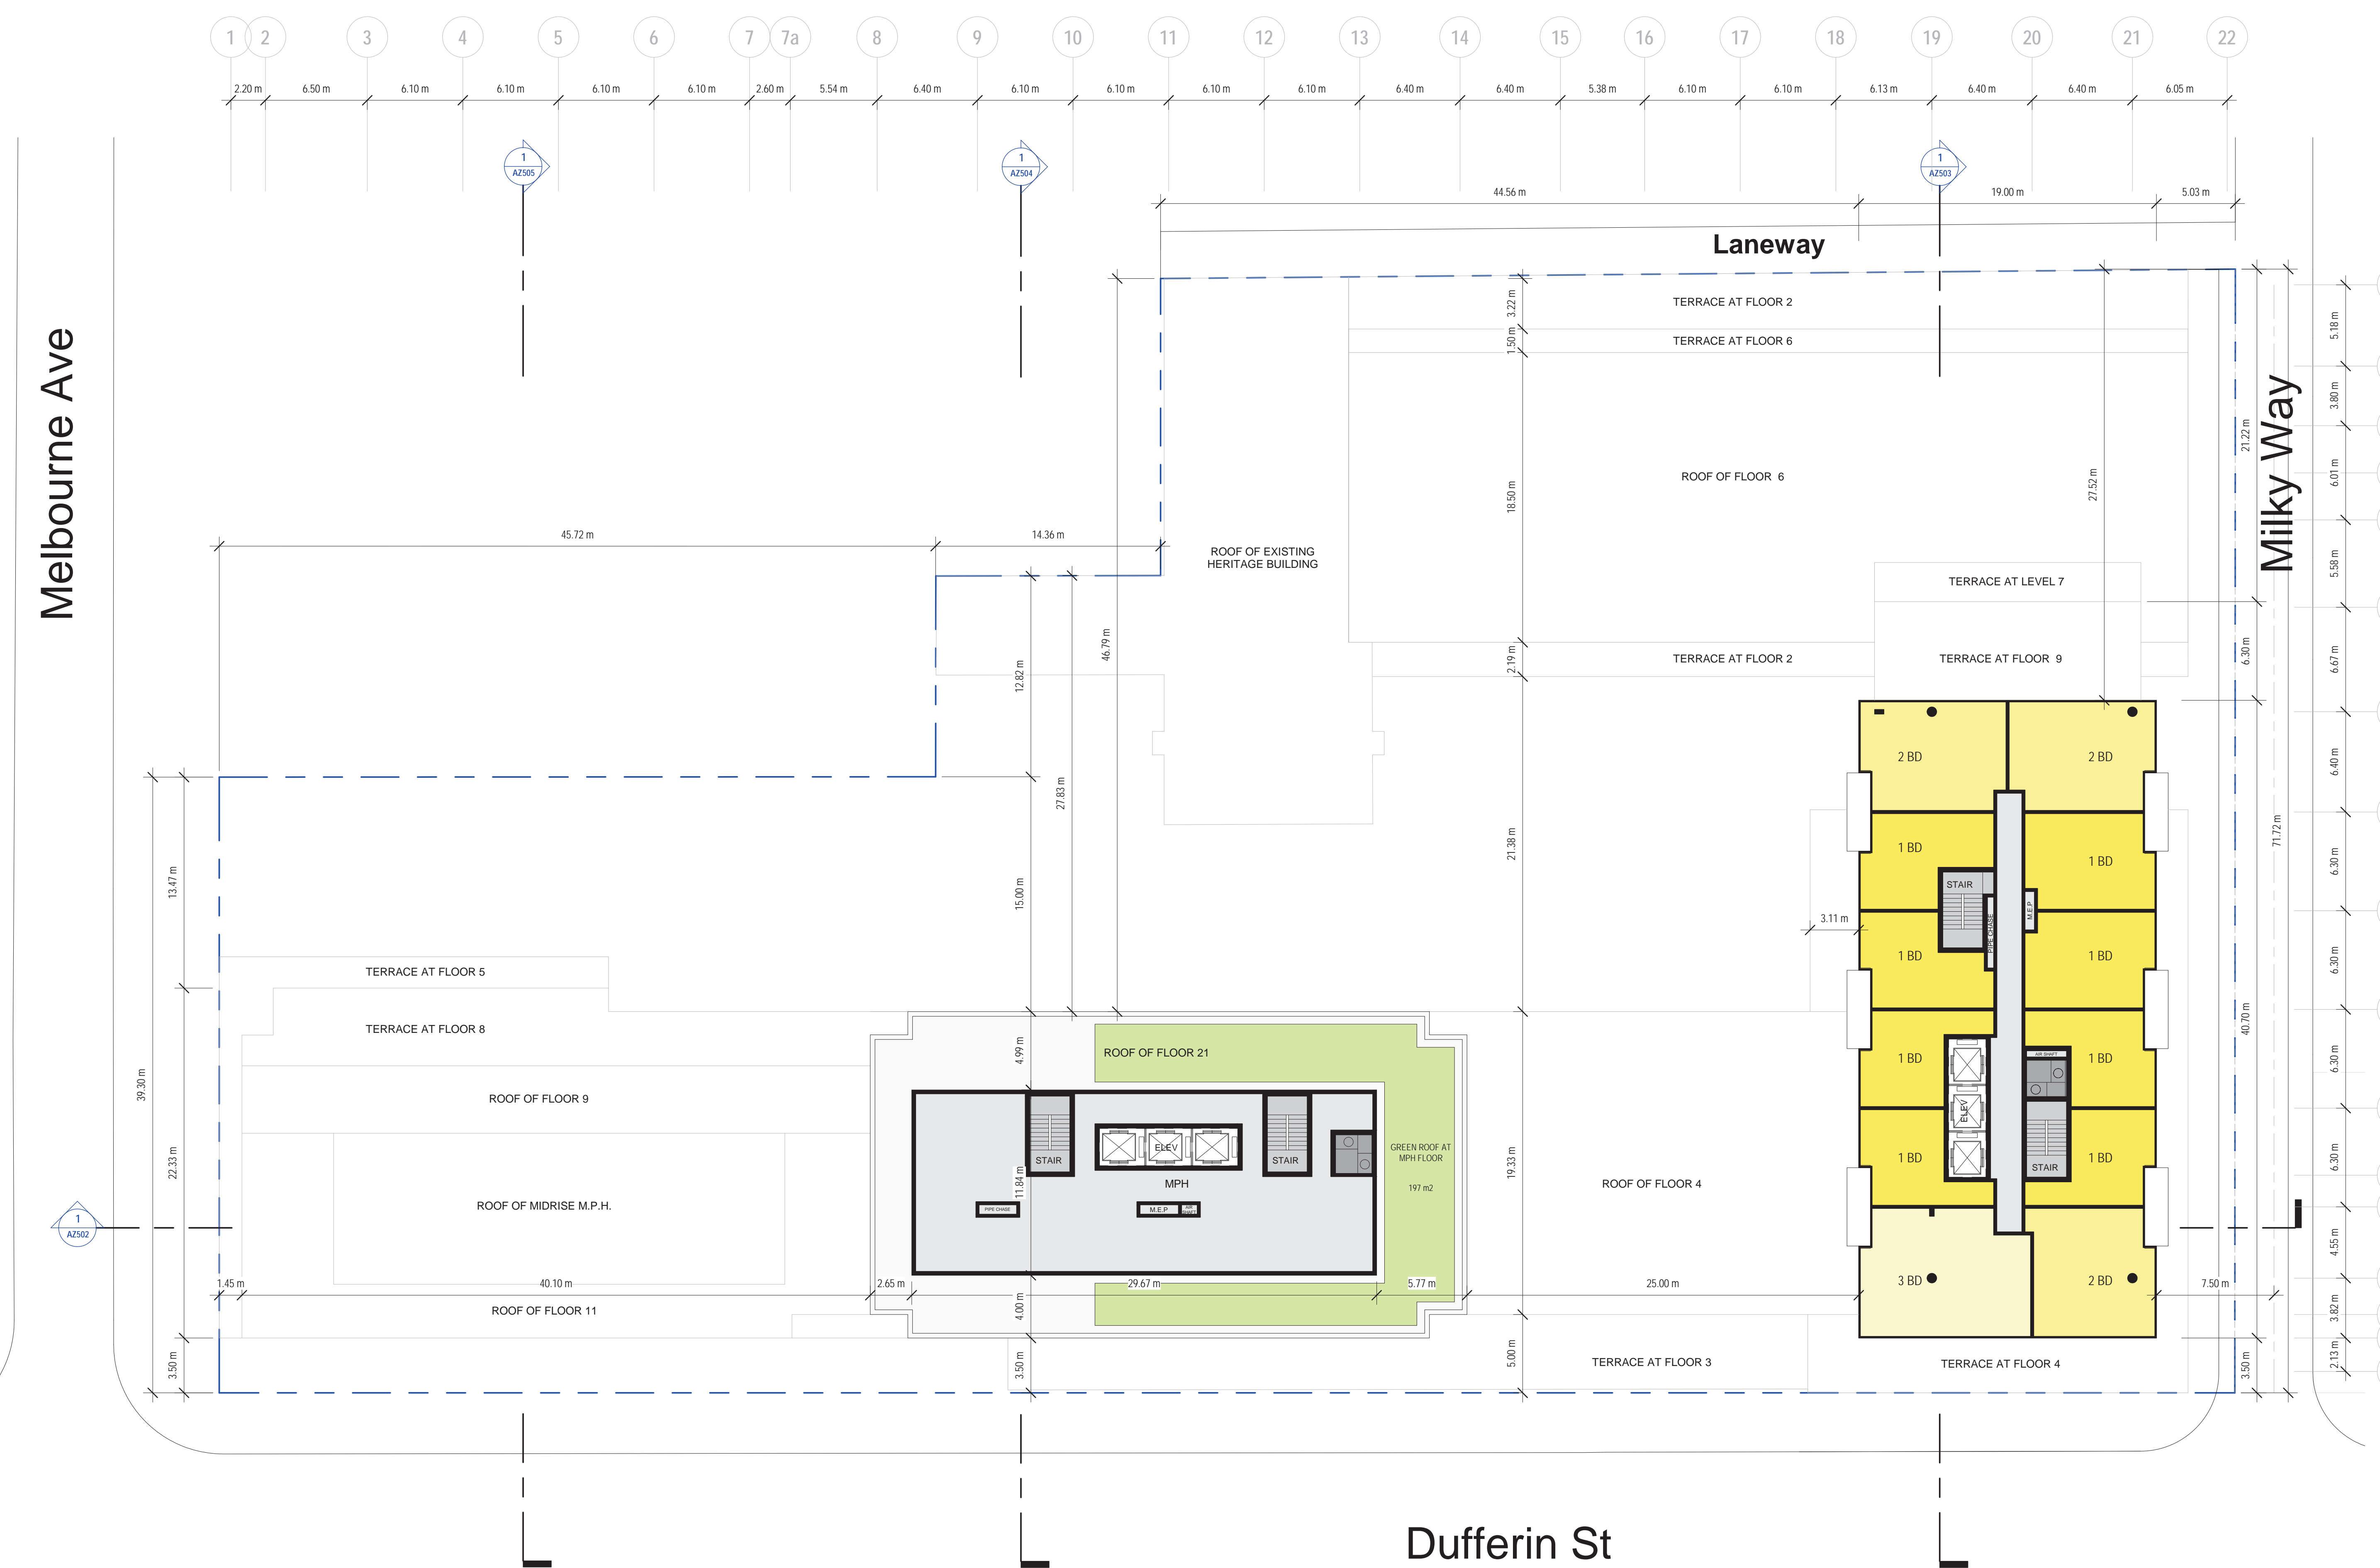 1 2 3 4 5 6 7 7a 8 9 10 11 12 13 14 15 16 17 18 19 20 21 22
2.20 m 6.50 m 6.10 m 6.10 m 6.10 m 6.10 m 2.60 m 5.54 m 6.40 m 6.10 m 6.10 m 6.10 m 6.10 m 6.40 m 6.40 m 5.38 m 6.10 m 6.10 m 6.13 m 6.40 m 6.40 m 6.05 m
1
AZ505
1
AZ504
1
AZ503
44.56 m 19.00 m 5.03 m
Laneway
Melbourne Ave
Milky Way
3.22 m
TERRACE AT FLOOR 2
1.50 m
TERRACE AT FLOOR 6
5.18 m
3.80 m
21.22 m
6.01 m
27.52 m
18.50 m
ROOF OF FLOOR 6
45.72 m 14.36 m
ROOF OF EXISTING
HERITAGE BUILDING
5.58 m
TERRACE AT LEVEL 7
46.79 m
12.82 m
2.19 m
TERRACE AT FLOOR 2
TERRACE AT FLOOR 9
6.30 m
6.67 m
2 BD
2 BD
6.40 m
27.83 m
71.72 m
21.38 m
1 BD
1 BD
6.30 m
13.47 m
15.00 m
STAIR
M.E.P
PIPE CHASE
3.11 m
1 BD
1 BD
6.30 m
TERRACE AT FLOOR 5
TERRACE AT FLOOR 8
40.70 m
4.99 m
ROOF OF FLOOR 21
1 BD
AIR SHAFT
1 BD
6.30 m
39.30 m
ROOF OF FLOOR 9
ELEV
22.33 m
STAIR
ELEV
STAIR
GREEN ROOF AT
MPH FLOOR
197 m2
19.33 m
ROOF OF FLOOR 4
1 BD
STAIR
1 BD
6.30 m
11.84 m
MPH
ROOF OF MIDRISE M.P.H.
PIPE CHASE
M.E.P
AIR
SHAFT
1
AZ502
4.55 m
1.45 m 40.10 m 2.65 m 29.67 m 5.77 m 25.00 m
3 BD
2 BD
7.50 m
ROOF OF FLOOR 11
4.00 m
3.82 m
3.50 m
3.50 m
5.00 m
TERRACE AT FLOOR 3
TERRACE AT FLOOR 4
3.50 m
2.13 m
Dufferin St